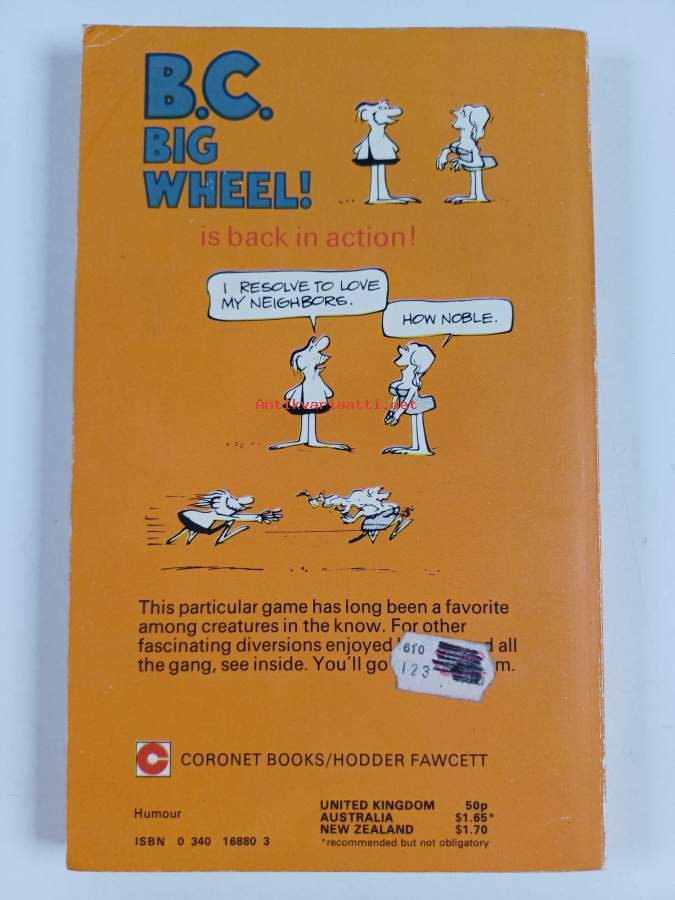 B.C.
BIG
WHEEL!
is back in action!
I RESOLVE TO LOVE
MY NEIGHBORS.
HOW NOBLE.
Antikvariaatti.net
This particular game has long been a favorite
among creatures in the know. For other
fascinating diversions enjoyed all
the gang, see inside. You'll go
610
123
C CORONET BOOKS/HODDER FAWCETT
Humour
ISBN 0 340 16880 3
UNITED KINGDOM 50p
AUSTRALIA $1.65*
NEW ZEALAND $1.70
*recommended but not obligatory